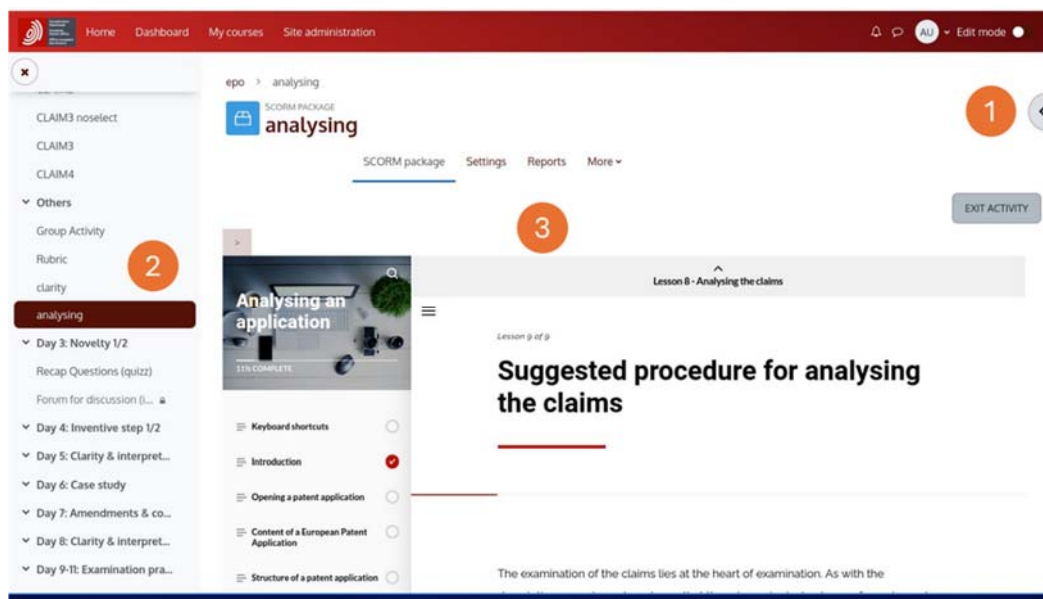 Home Dashboard My courses Site administration
AU Edit mode
CLAIM3 noselect
CLAIM3
CLAIM4
Others
Group Activity
Rubric
clarity
analysing
Day 3: Novelty 1/2
Recap Questions (quizz)
Forum for discussion (i...
Day 4: Inventive step 1/2
Day 5: Clarity & interpret...
Day 6: Case study
Day 7: Amendments & co...
Day 8: Clarity & interpret...
Day 9-11: Examination pra...
2
epo > analysing
SCORM PACKAGE
analysing
1
SCORM package Settings Reports More
EXIT ACTIVITY
3
>
Analysing an
application
11% COMPLETE
Keyboard shortcuts
Introduction
Opening a patent application
Content of a European Patent
Application
Structure of a patent application
Lesson 8 - Analysing the claims
Lesson 9 of 9
Suggested procedure for analysing
the claims
The examination of the claims lies at the heart of examination. As with the